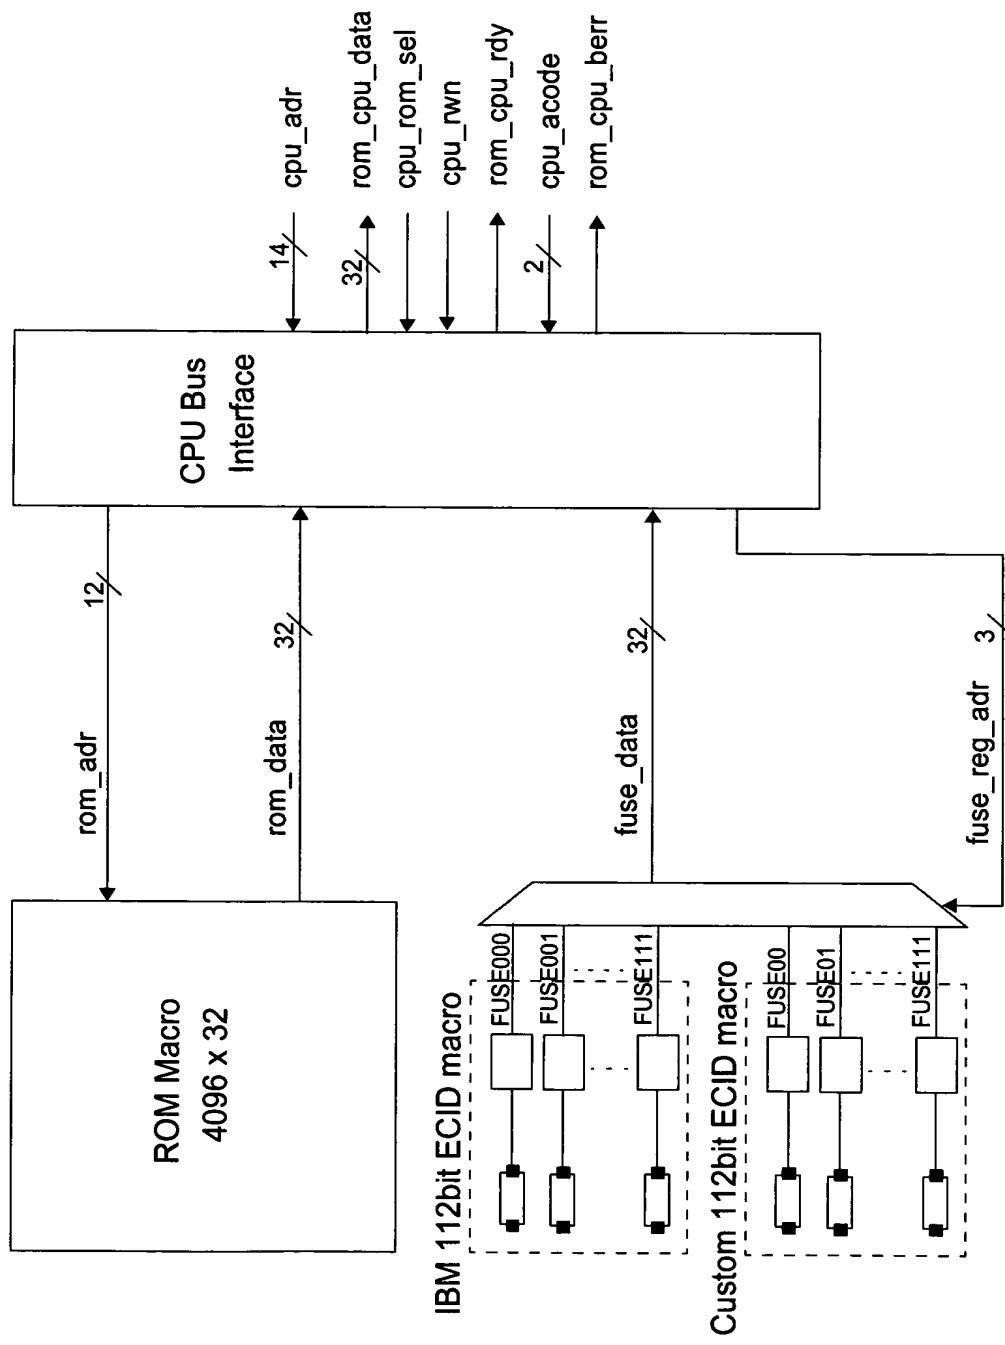 ROM Macro
4096 x 32
rom_adr
12
rom_data
32
CPU Bus
Interface
14
cpu_adr
32
rom_cpu_data
cpu_rom_sel
cpu_rwn
rom_cpu_rdy
2
cpu_acode
rom_cpu_berr
IBM 112bit ECID macro
FUSE000
FUSE001
FUSE111
fuse_data
32
Custom 112bit ECID macro
FUSE00
FUSE01
FUSE111
fuse_reg_adr
3